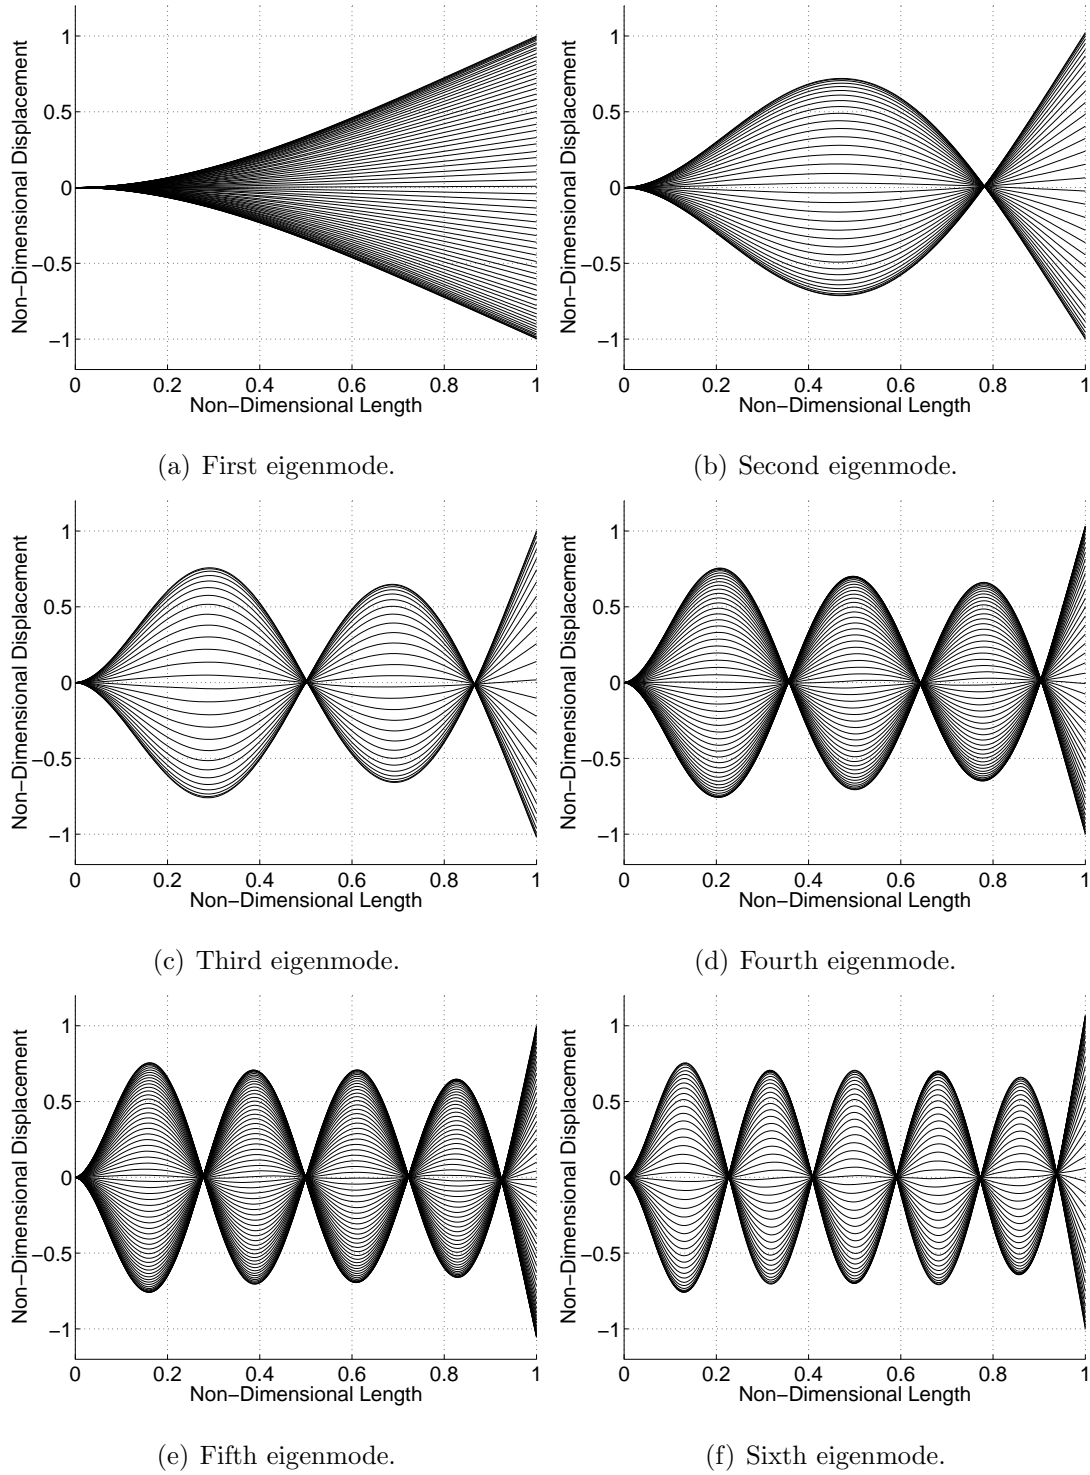 Non-Dimensional Displacement
1
0.5
0
−0.5
−1
0 0.2 0.4 0.6 0.8 1
Non−Dimensional Length
(a) First eigenmode.
Non−Dimensional Displacement
1
0.5
0
−0.5
−1
0 0.2 0.4 0.6 0.8 1
Non−Dimensional Length
(b) Second eigenmode.
Non−Dimensional Displacement
1
0.5
0
−0.5
−1
0 0.2 0.4 0.6 0.8 1
Non−Dimensional Length
(c) Third eigenmode.
Non−Dimensional Displacement
1
0.5
0
−0.5
−1
0 0.2 0.4 0.6 0.8 1
Non−Dimensional Length
(d) Fourth eigenmode.
Non−Dimensional Displacement
1
0.5
0
−0.5
−1
0 0.2 0.4 0.6 0.8 1
Non−Dimensional Length
(e) Fifth eigenmode.
Non−Dimensional Displacement
1
0.5
0
−0.5
−1
0 0.2 0.4 0.6 0.8 1
Non−Dimensional Length
(f) Sixth eigenmode.